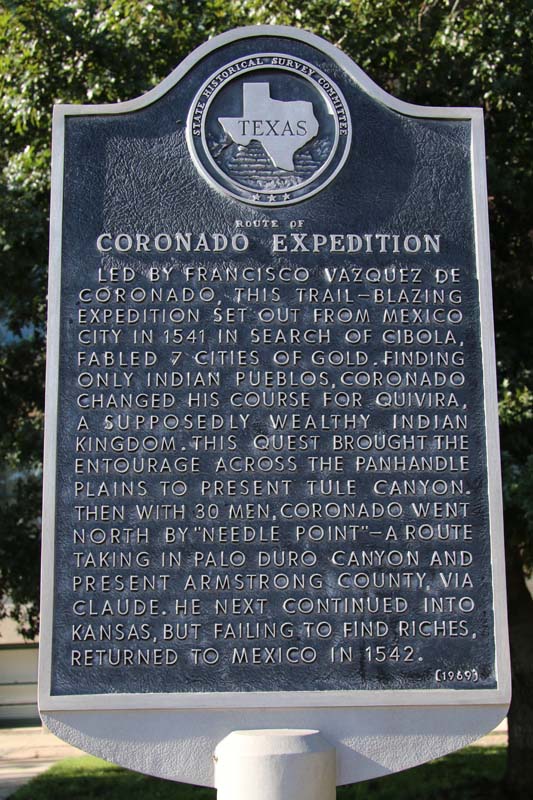 STATE HISTORICAL SURVEY COMMITTEE
TEXAS
ROUTE OF
CORONADO EXPEDITION
LED BY FRANCISCO VAZQUEZ DE
CORONADO, THIS TRAIL-BLAZING
EXPEDITION SET OUT FROM MEXICO
CITY IN 1541 IN SEARCH OF CIBOLA,
FABLED 7 CITIES OF GOLD. FINDING
ONLY INDIAN PUEBLOS, CORONADO
CHANGED HIS COURSE FOR QUIVIRA,
A SUPPOSEDLY WEALTHY INDIAN
KINGDOM. THIS QUEST BROUGHT THE
ENTOURAGE ACROSS THE PANHANDLE
PLAINS TO PRESENT TULE CANYON.
THEN WITH 30 MEN, CORONADO WENT
NORTH BY "NEEDLE POINT"-A ROUTE
TAKING IN PALO DURO CANYON AND
PRESENT ARMSTRONG COUNTY, VIA
CLAUDE. HE NEXT CONTINUED INTO
KANSAS, BUT FAILING TO FIND RICHES,
RETURNED TO MEXICO IN 1542.
(1969)